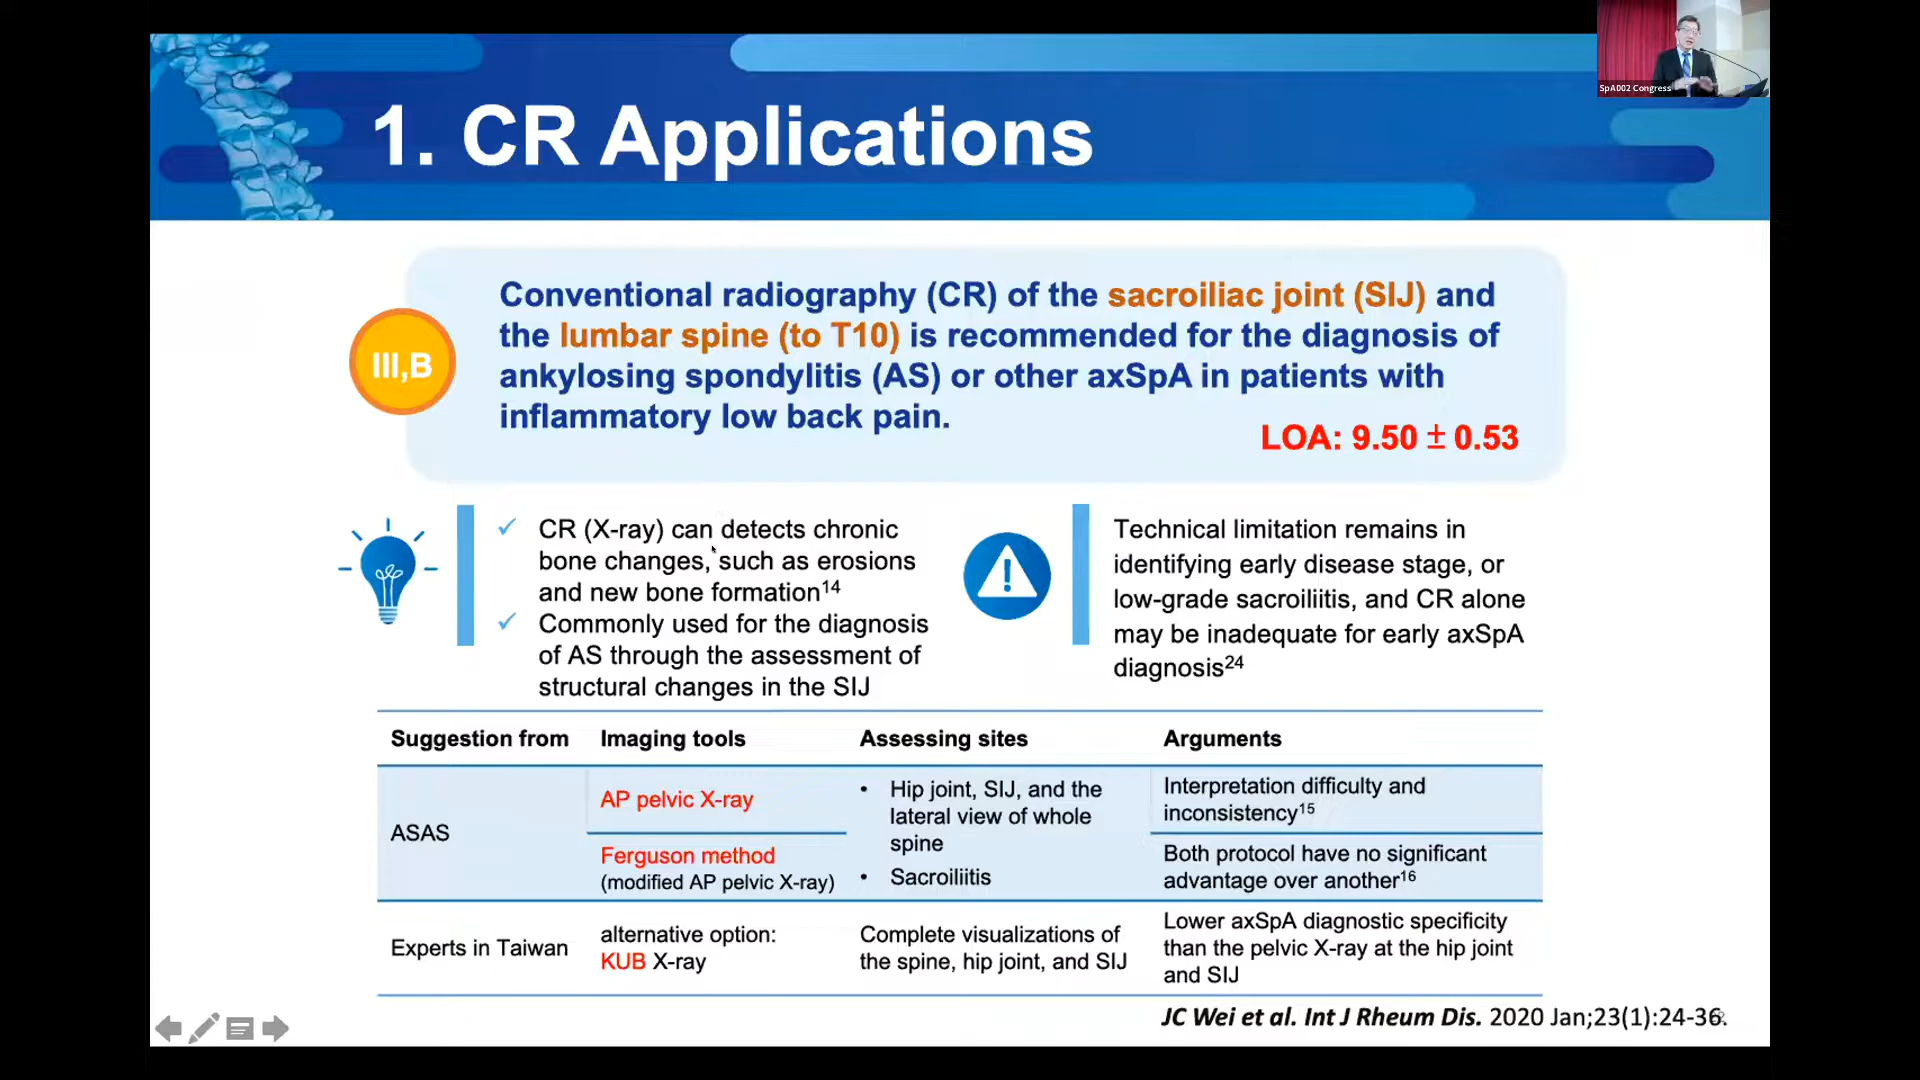 SpA002 Congress
1. CR Applications
III,B
Conventional radiography (CR) of the sacroiliac joint (SIJ) and
the lumbar spine (to T10) is recommended for the diagnosis of
ankylosing spondylitis (AS) or other axSpA in patients with
inflammatory low back pain.
LOA: 9.50 ± 0.53
✓ CR (X-ray) can detects chronic
bone changes, such as erosions
and new bone formation14
✓ Commonly used for the diagnosis
of AS through the assessment of
structural changes in the SIJ
Technical limitation remains in
identifying early disease stage, or
low-grade sacroiliitis, and CR alone
may be inadequate for early axSpA
diagnosis24
Suggestion from
Imaging tools
Assessing sites
Arguments
ASAS
AP pelvic X-ray
Ferguson method
(modified AP pelvic X-ray)
• Hip joint, SIJ, and the
lateral view of whole
spine
• Sacroiliitis
Interpretation difficulty and
inconsistency15
Both protocol have no significant
advantage over another16
Experts in Taiwan
alternative option:
KUB X-ray
Complete visualizations of
the spine, hip joint, and SIJ
Lower axSpA diagnostic specificity
than the pelvic X-ray at the hip joint
and SIJ
JC Wei et al. Int J Rheum Dis. 2020 Jan;23(1):24-36.